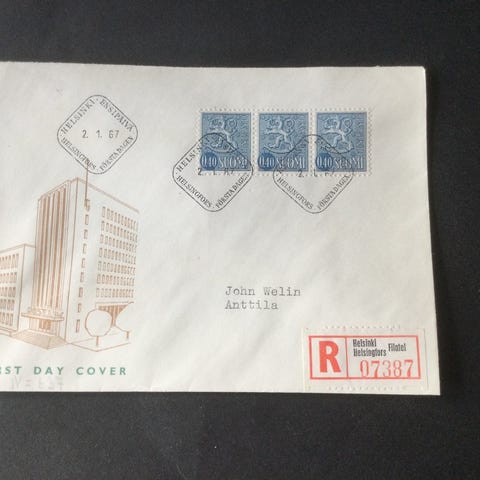 HELSINKI · ENSIPÄIVÄ
2. 1. 67
HELSINGFORS · FÖRSTA DAGEN
0,40 SUOMI
0,40 SUOMI
0,40 SUOMI
HELSINGFORS FÖRSTA DAGEN
HELSINGFORS FÖRSTA DAGEN
John Welin
Anttila
R
Helsinki
Helsingfors
Filatel
07387
RST DAY COVER